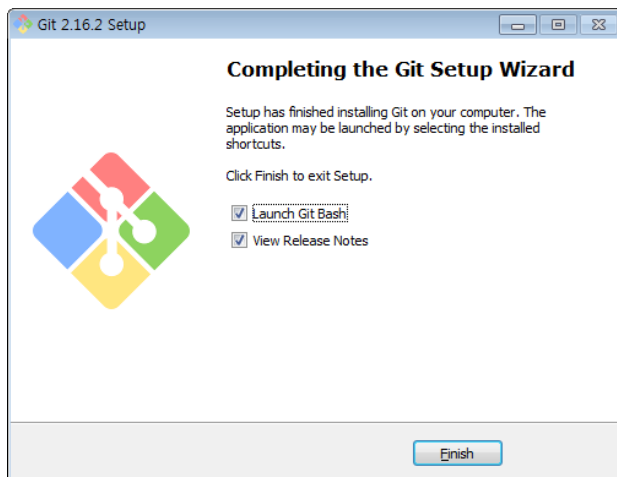 Git 2.16.2 Setup
Completing the Git Setup Wizard
Setup has finished installing Git on your computer. The
application may be launched by selecting the installed
shortcuts.
Click Finish to exit Setup.
Launch Git Bash
View Release Notes
Finish